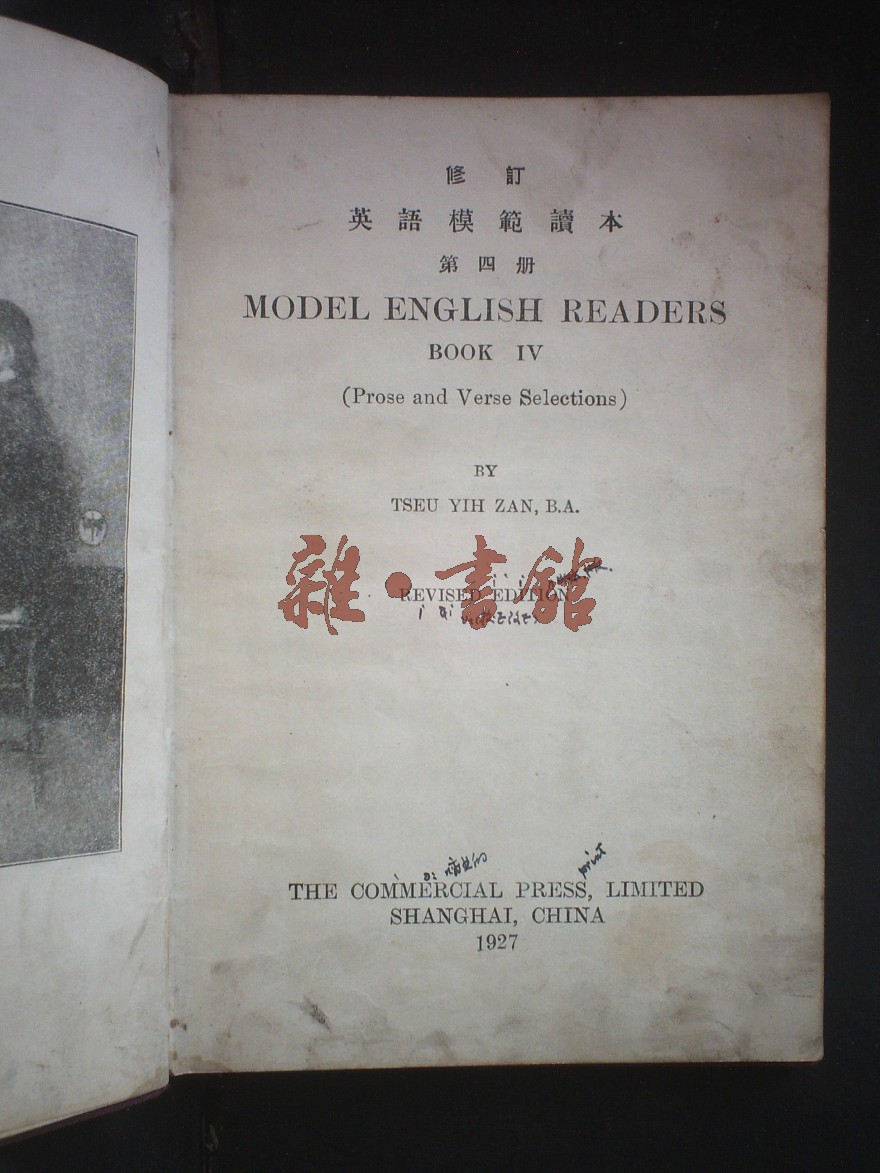 修訂
英語模範讀本
第四册
MODEL ENGLISH READERS
BOOK IV
(Prose and Verse Selections)
BY
TSEU YIH ZAN, B.A.
雜·書館
REVISED EDITION
print
THE COMMERCIAL PRESS, LIMITED
SHANGHAI, CHINA
1927